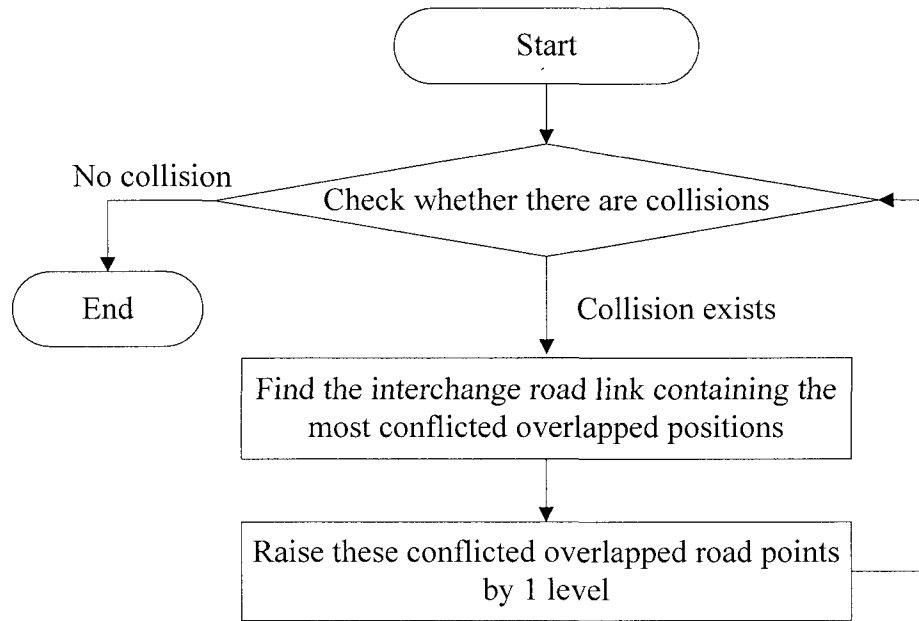 Start
No collision
Check whether there are collisions
End
Collision exists
Find the interchange road link containing the
most conflicted overlapped positions
Raise these conflicted overlapped road points
by 1 level